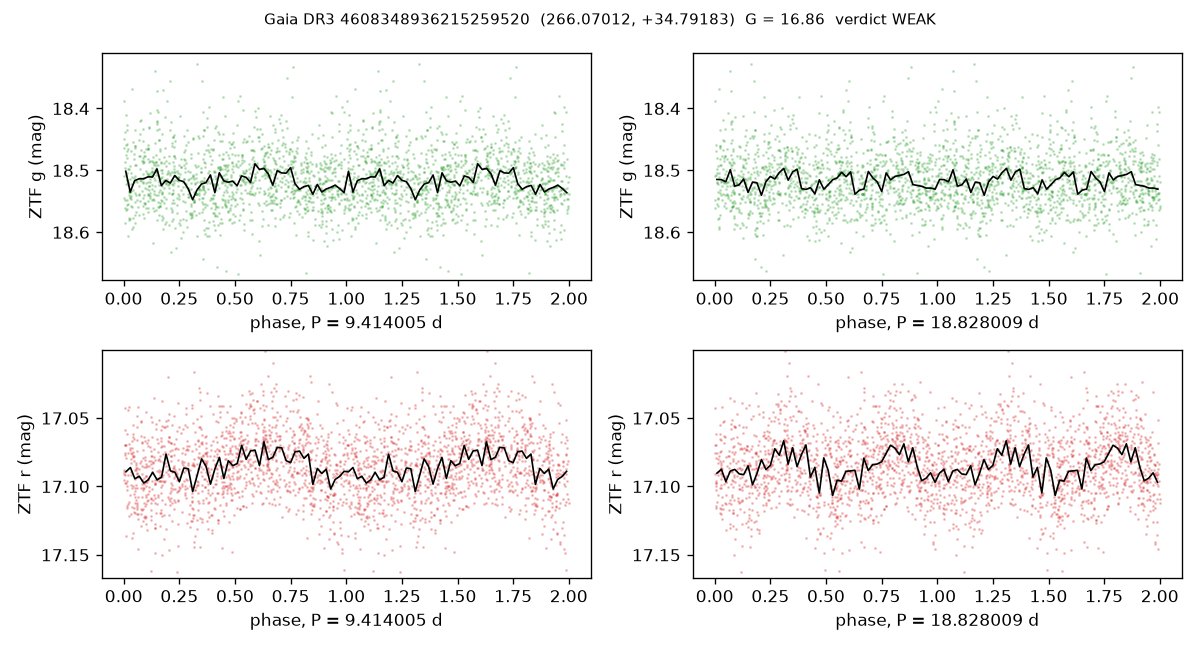 Gaia DR3 4608348936215259520 (266.07012, +34.79183) G = 16.86 verdict WEAK
ZTF g (mag)
18.4
18.5
18.6
0.00 0.25 0.50 0.75 1.00 1.25 1.50 1.75 2.00
phase, P = 9.414005 d
ZTF g (mag)
18.4
18.5
18.6
0.00 0.25 0.50 0.75 1.00 1.25 1.50 1.75 2.00
phase, P = 18.828009 d
ZTF r (mag)
17.05
17.10
17.15
0.00 0.25 0.50 0.75 1.00 1.25 1.50 1.75 2.00
phase, P = 9.414005 d
ZTF r (mag)
17.05
17.10
17.15
0.00 0.25 0.50 0.75 1.00 1.25 1.50 1.75 2.00
phase, P = 18.828009 d